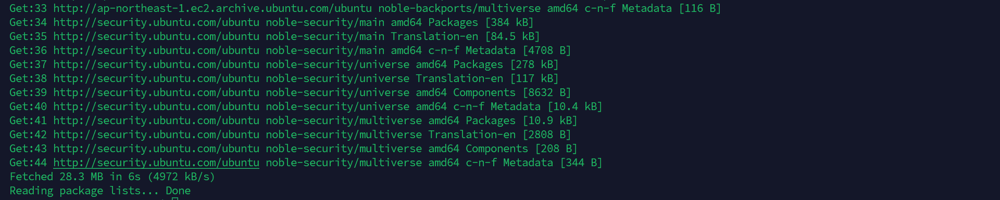 Get:33 http://ap-northeast-1.ec2.archive.ubuntu.com/ubuntu noble-backports/multiverse amd64 c-n-f Metadata [116 B]
Get:34 http://security.ubuntu.com/ubuntu noble-security/main amd64 Packages [384 kB]
Get:35 http://security.ubuntu.com/ubuntu noble-security/main Translation-en [84.5 kB]
Get:36 http://security.ubuntu.com/ubuntu noble-security/main amd64 c-n-f Metadata [4708 B]
Get:37 http://security.ubuntu.com/ubuntu noble-security/universe amd64 Packages [278 kB]
Get:38 http://security.ubuntu.com/ubuntu noble-security/universe Translation-en [117 kB]
Get:39 http://security.ubuntu.com/ubuntu noble-security/universe amd64 Components [8632 B]
Get:40 http://security.ubuntu.com/ubuntu noble-security/universe amd64 c-n-f Metadata [10.4 kB]
Get:41 http://security.ubuntu.com/ubuntu noble-security/multiverse amd64 Packages [10.9 kB]
Get:42 http://security.ubuntu.com/ubuntu noble-security/multiverse Translation-en [2808 B]
Get:43 http://security.ubuntu.com/ubuntu noble-security/multiverse amd64 Components [208 B]
Get:44 http://security.ubuntu.com/ubuntu noble-security/multiverse amd64 c-n-f Metadata [344 B]
Fetched 28.3 MB in 6s (4972 kB/s)
Reading package lists... Done